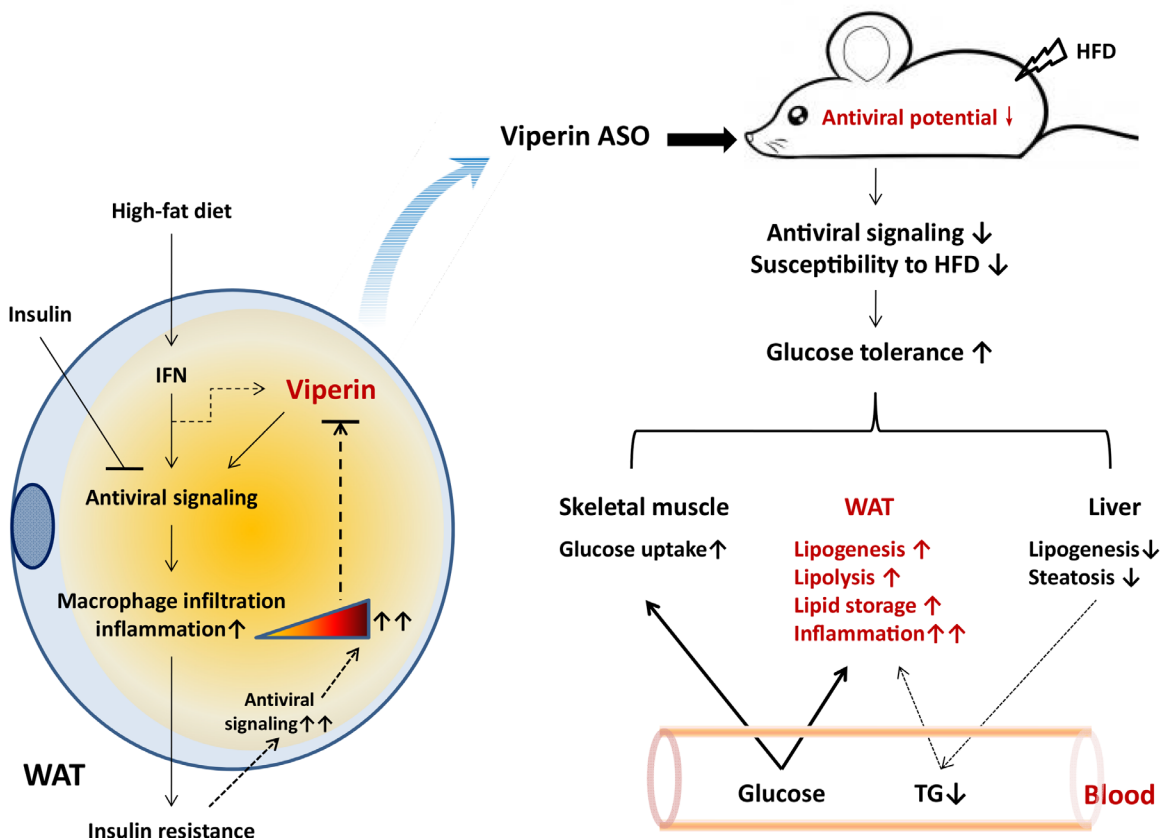 High-fat diet
Insulin
IFN
Viperin
Antiviral signaling
Macrophage infiltration
inflammation↑
↑↑
Antiviral
signaling↑↑
WAT
Insulin resistance
Viperin ASO
HFD
Antiviral potential ↓
Antiviral signaling ↓
Susceptibility to HFD ↓
Glucose tolerance ↑
Skeletal muscle
Glucose uptake↑
WAT
Lipogenesis ↑
Lipolysis ↑
Lipid storage ↑
Inflammation↑↑
Liver
Lipogenesis↓
Steatosis ↓
Glucose
TG↓
Blood